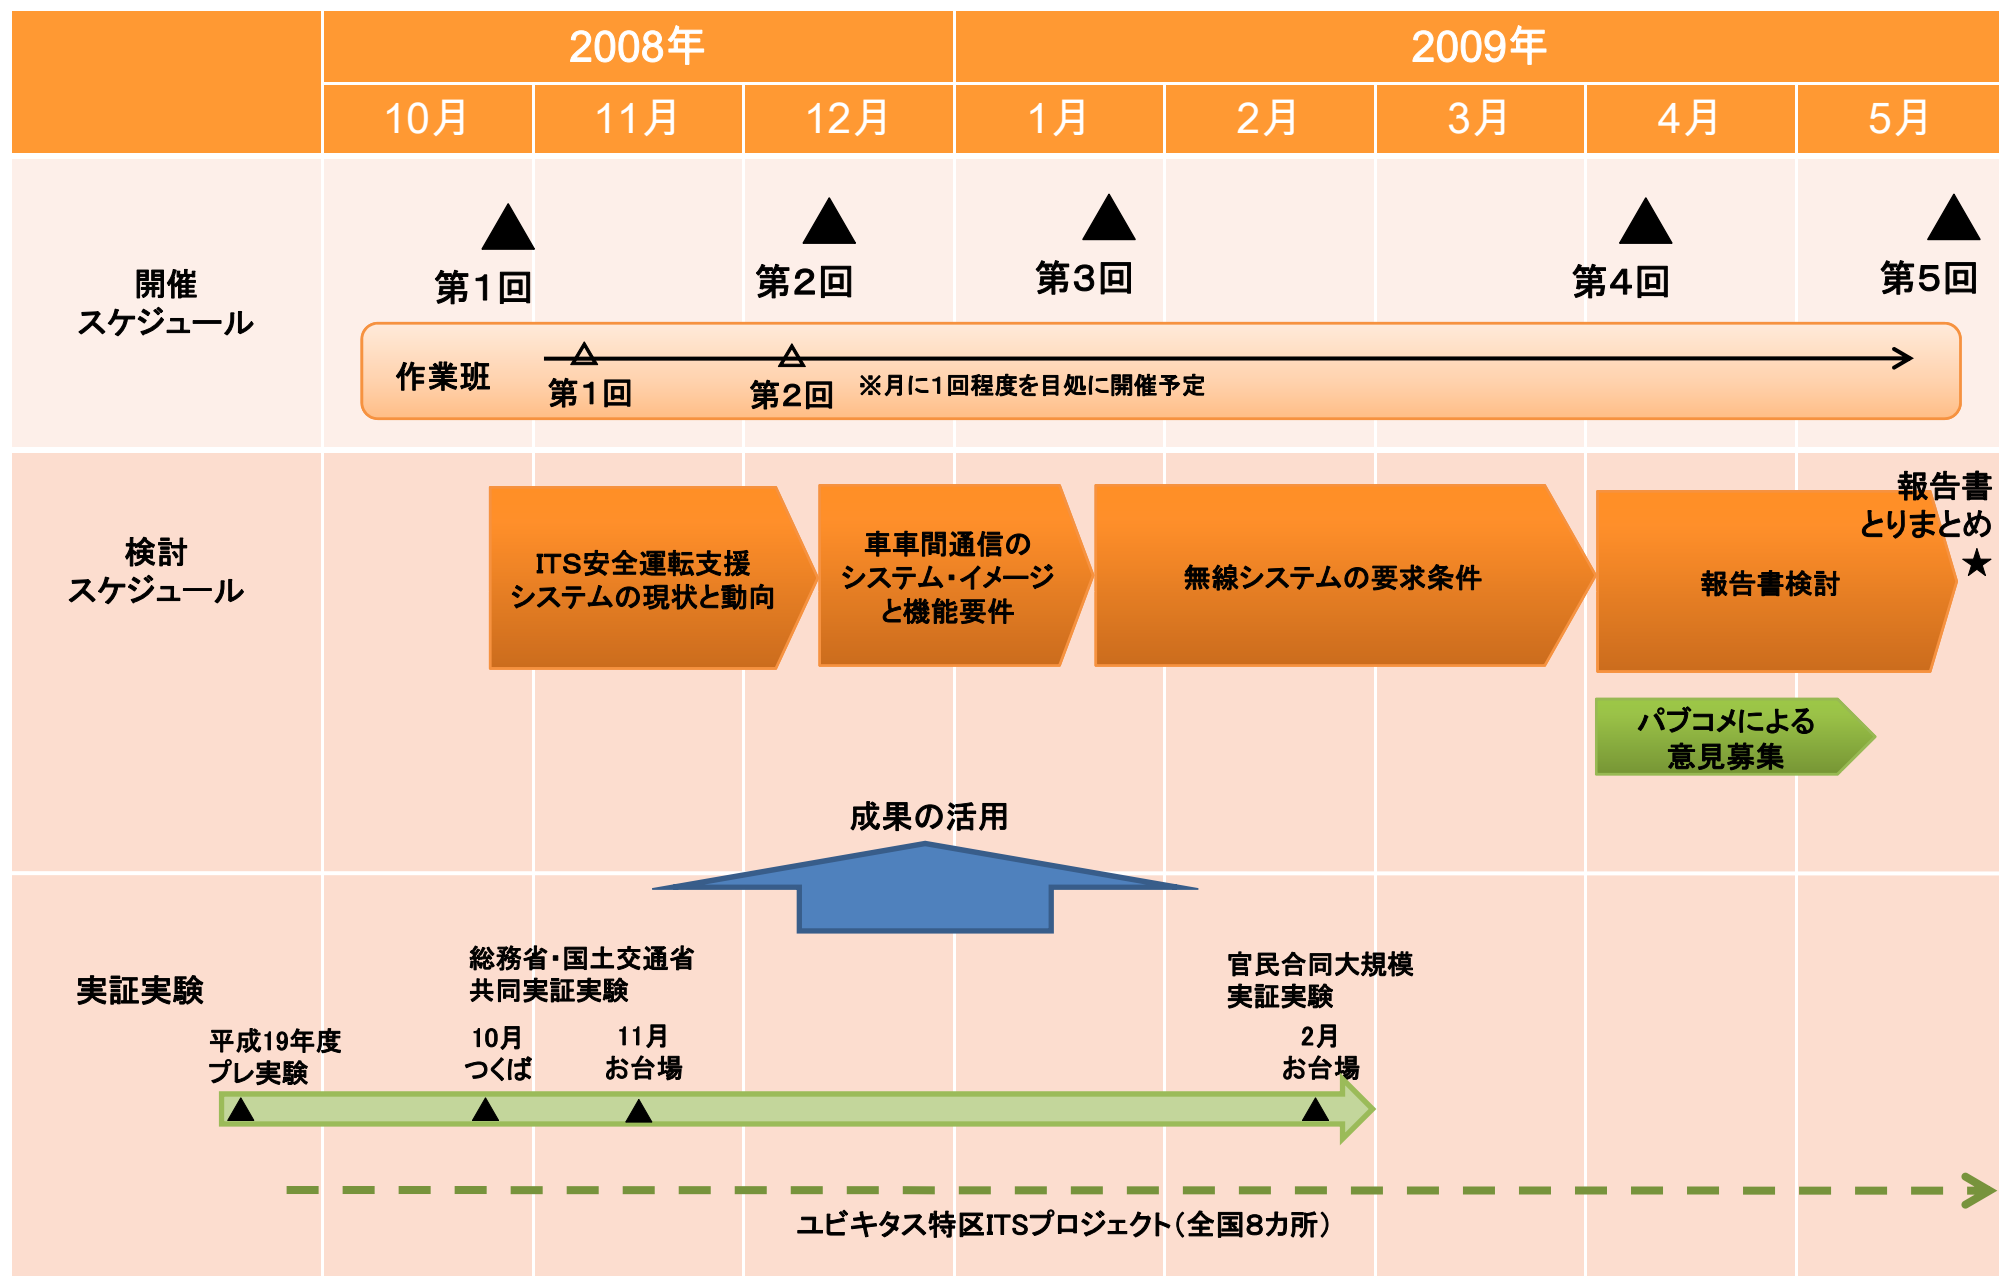 2008年
2009年
10月
11月
12月
1月
2月
3月
4月
5月
開催
スケジュール
第1回
第2回
第3回
第4回
第5回
作業班
第1回
第2回
※月に1回程度を目処に開催予定
検討
スケジュール
ITS安全運転支援
システムの現状と動向
車車間通信の
システム・イメージ
と機能要件
無線システムの要求条件
報告書検討
報告書
とりまとめ
★
パブコメによる
意見募集
成果の活用
実証実験
平成19年度
プレ実験
総務省・国土交通省
共同実証実験
10月
つくば
11月
お台場
官民合同大規模
実証実験
2月
お台場
ユビキタス特区ITSプロジェクト（全国8カ所）